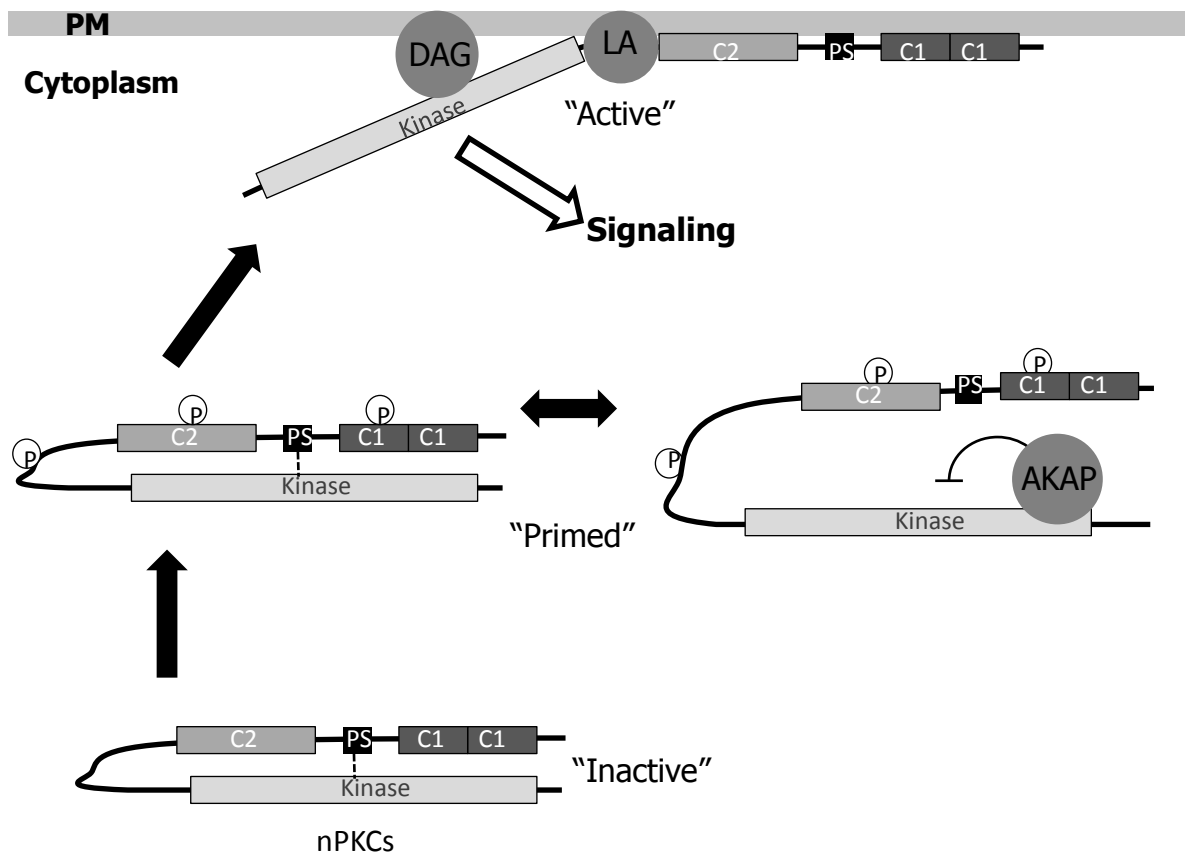 PM
DAG
LA
C2
PS
C1
C1
Cytoplasm
Kinase
“Active”
Signaling
P
P
C2
PS
C1
C1
P
Kinase
P
P
C2
PS
C1
C1
P
AKAP
Kinase
“Primed”
C2
PS
C1
C1
“Inactive”
Kinase
nPKCs